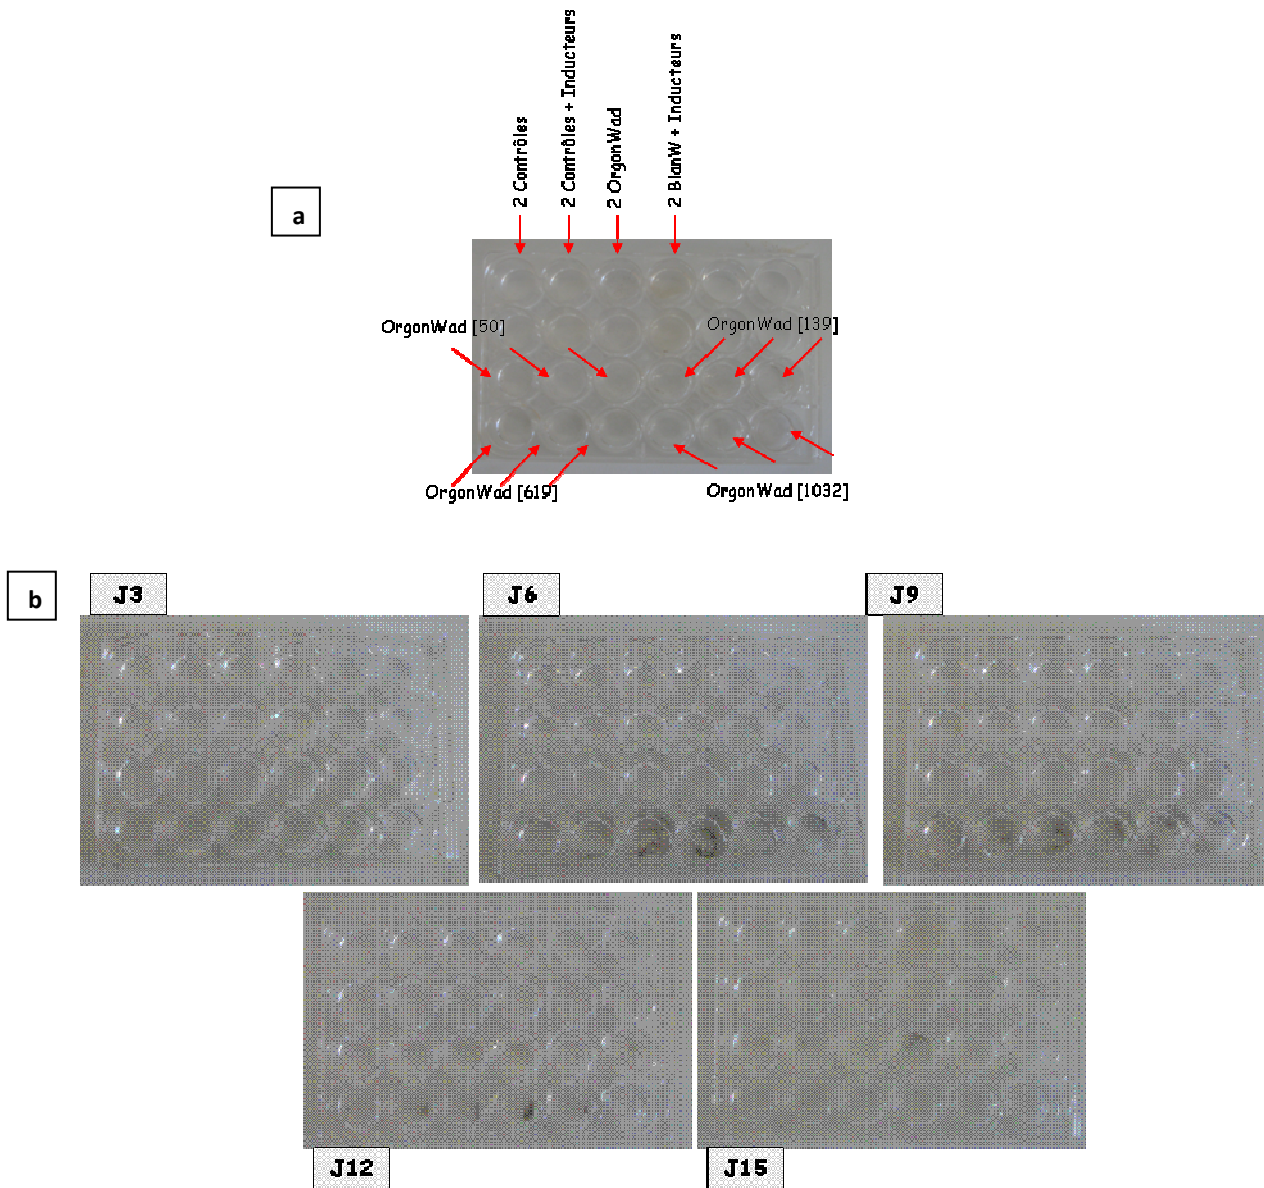 2 Contrôles
2 Contrôles + Inducteurs
2 OrgonWad
2 BlanW + Inducteurs
a
OrgonWad [50]
OrgonWad [139]
OrgonWad [619]
OrgonWad [1032]
b
J3
J6
J9
J12
J15